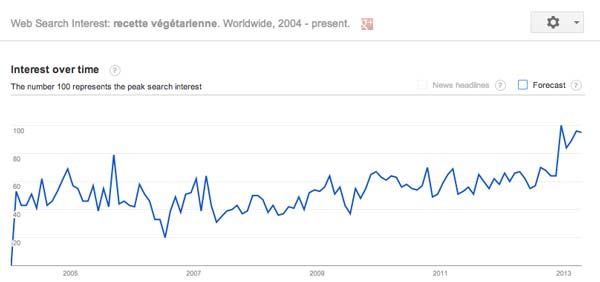 Web Search Interest: recette végétarienne. Worldwide, 2004 - present.
Interest over time ?
The number 100 represents the peak search interest
News headlines ? Forecast ?
100
80
60
40
20
2005 2007 2009 2011 2013